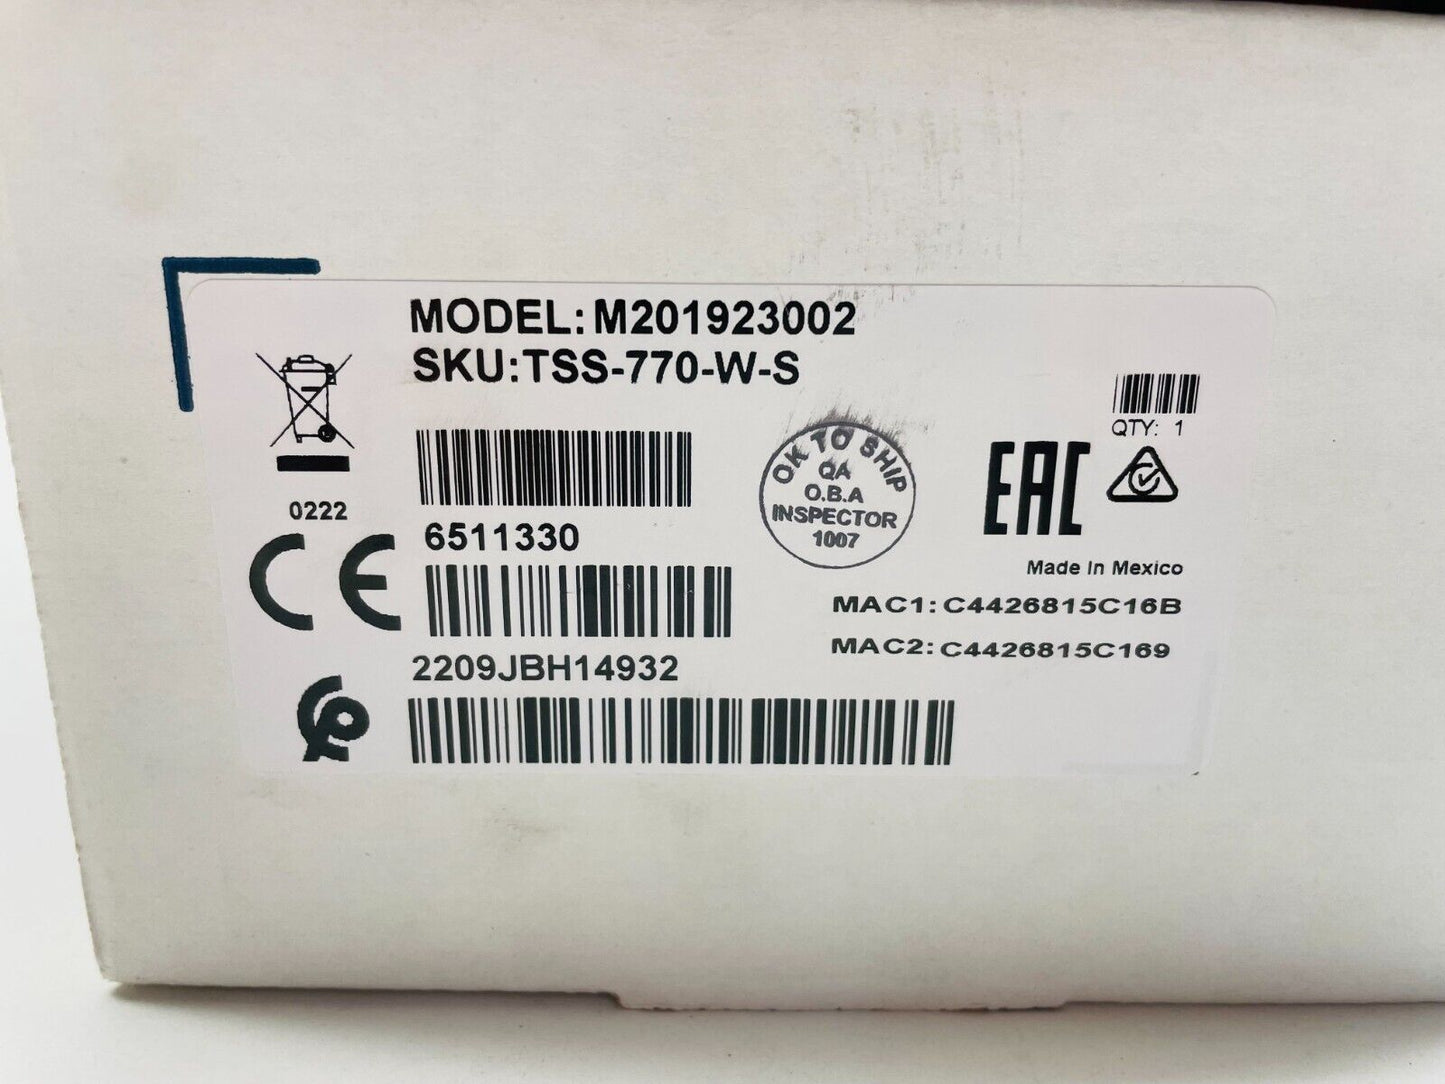 MODEL: M201923002
SKU:TSS-770-W-S
QTY: 1
0222
6511330
OK TO SHIP
QA
O.B.A
INSPECTOR
1007
EAC
CE
Made In Mexico
MAC1: C4426815C16B
MAC2: C4426815C169
2209JBH14932